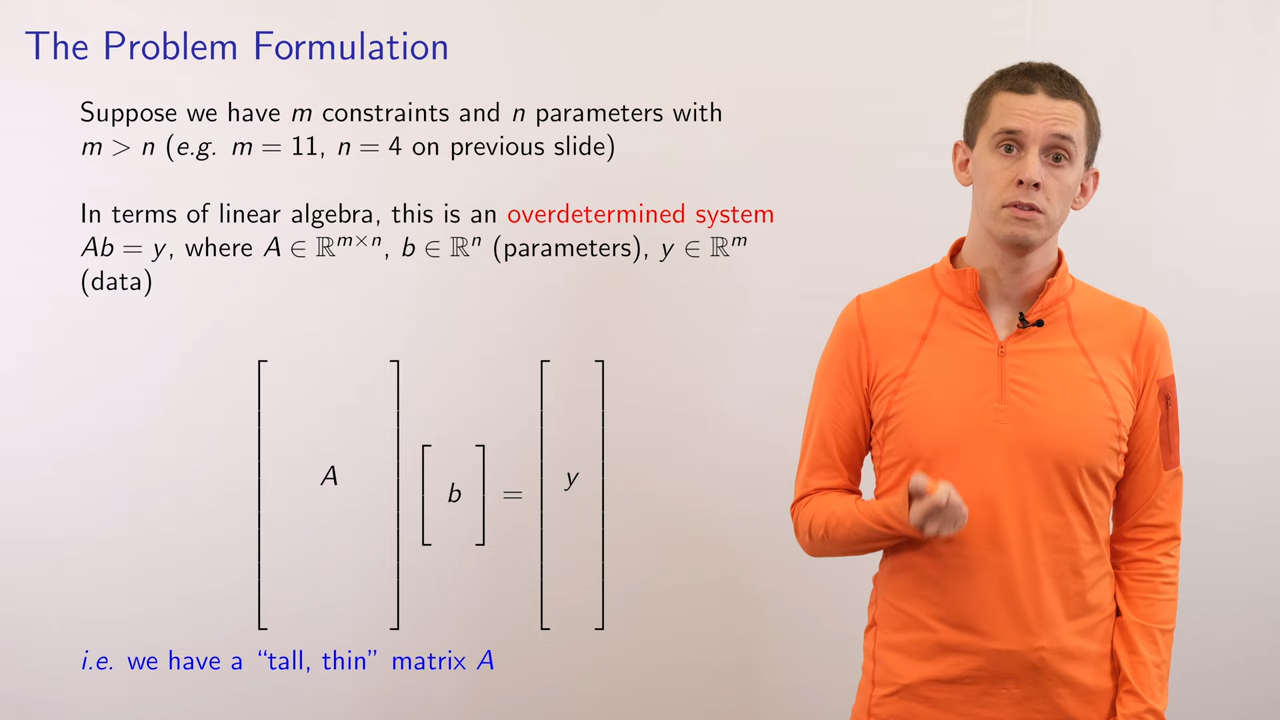 The Problem Formulation
Suppose we have m constraints and n parameters with
m > n (e.g. m = 11, n = 4 on previous slide)
In terms of linear algebra, this is an overdetermined system
Ab = y, where A ∈ ℝ^{m×n}, b ∈ ℝ^n (parameters), y ∈ ℝ^m
(data)
[A] [b] = [y]
i.e. we have a “tall, thin” matrix A